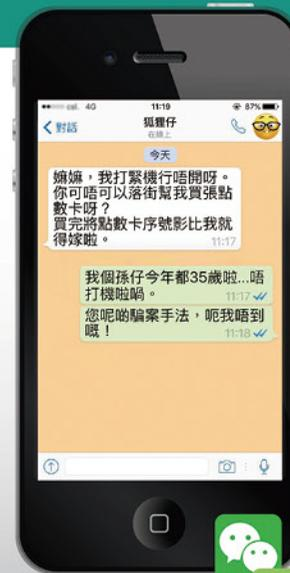 4G
11:19
87%
對話
狐狸仔
在線上
今天
嫲嫲，我打緊機行唔開呀。
你可唔可以落街幫我買張點
數卡呀？
買完將點數卡序號影比我就
得嫁啦。
11:17
我個孫仔今年都35歲啦...唔
打機啦喎。
11:17
您呢啲騙案手法，呃我唔到
嘅！
11:18